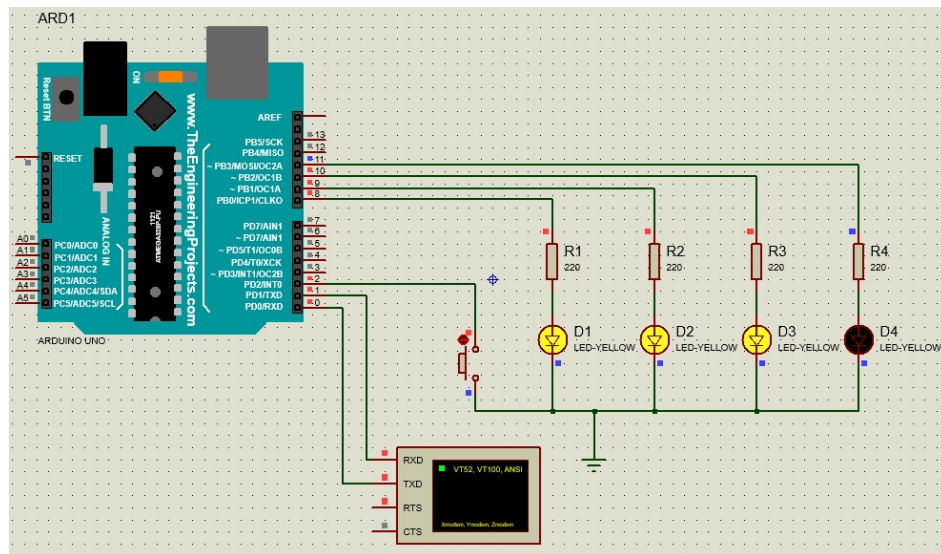 ARD1
Reset BTN
ON
www.TheEngineeringProjects.com
RESET
ANALOG IN
1121
ATMEGA328P-PU
A0
A1
A2
A3
A4
A5
PC0/ADC0
PC1/ADC1
PC2/ADC2
PC3/ADC3
PC4/ADC4/SDA
PC5/ADC5/SCL
ARDUINO UNO
AREF
PB5/SCK 13
PB4/MISO 12
~ PB3/MOSI/OC2A 11
~ PB2/OC1B 10
~ PB1/OC1A 9
PB0/ICP1/CLKO 8
PD7/AIN1 7
~ PD7/AIN1 6
~ PD5/T1/OC0B 5
PD4/T0/XCK 4
~ PD3/INT1/OC2B 3
PD2/INT0 2
PD1/TXD 1
PD0/RXD 0
R1
220
R2
220
R3
220
R4
220
D1
LED-YELLOW
D2
LED-YELLOW
D3
LED-YELLOW
D4
LED-YELLOW
RXD
TXD
RTS
CTS
VT52, VT100, ANSI
Xmodem, Ymodem, Zmodem